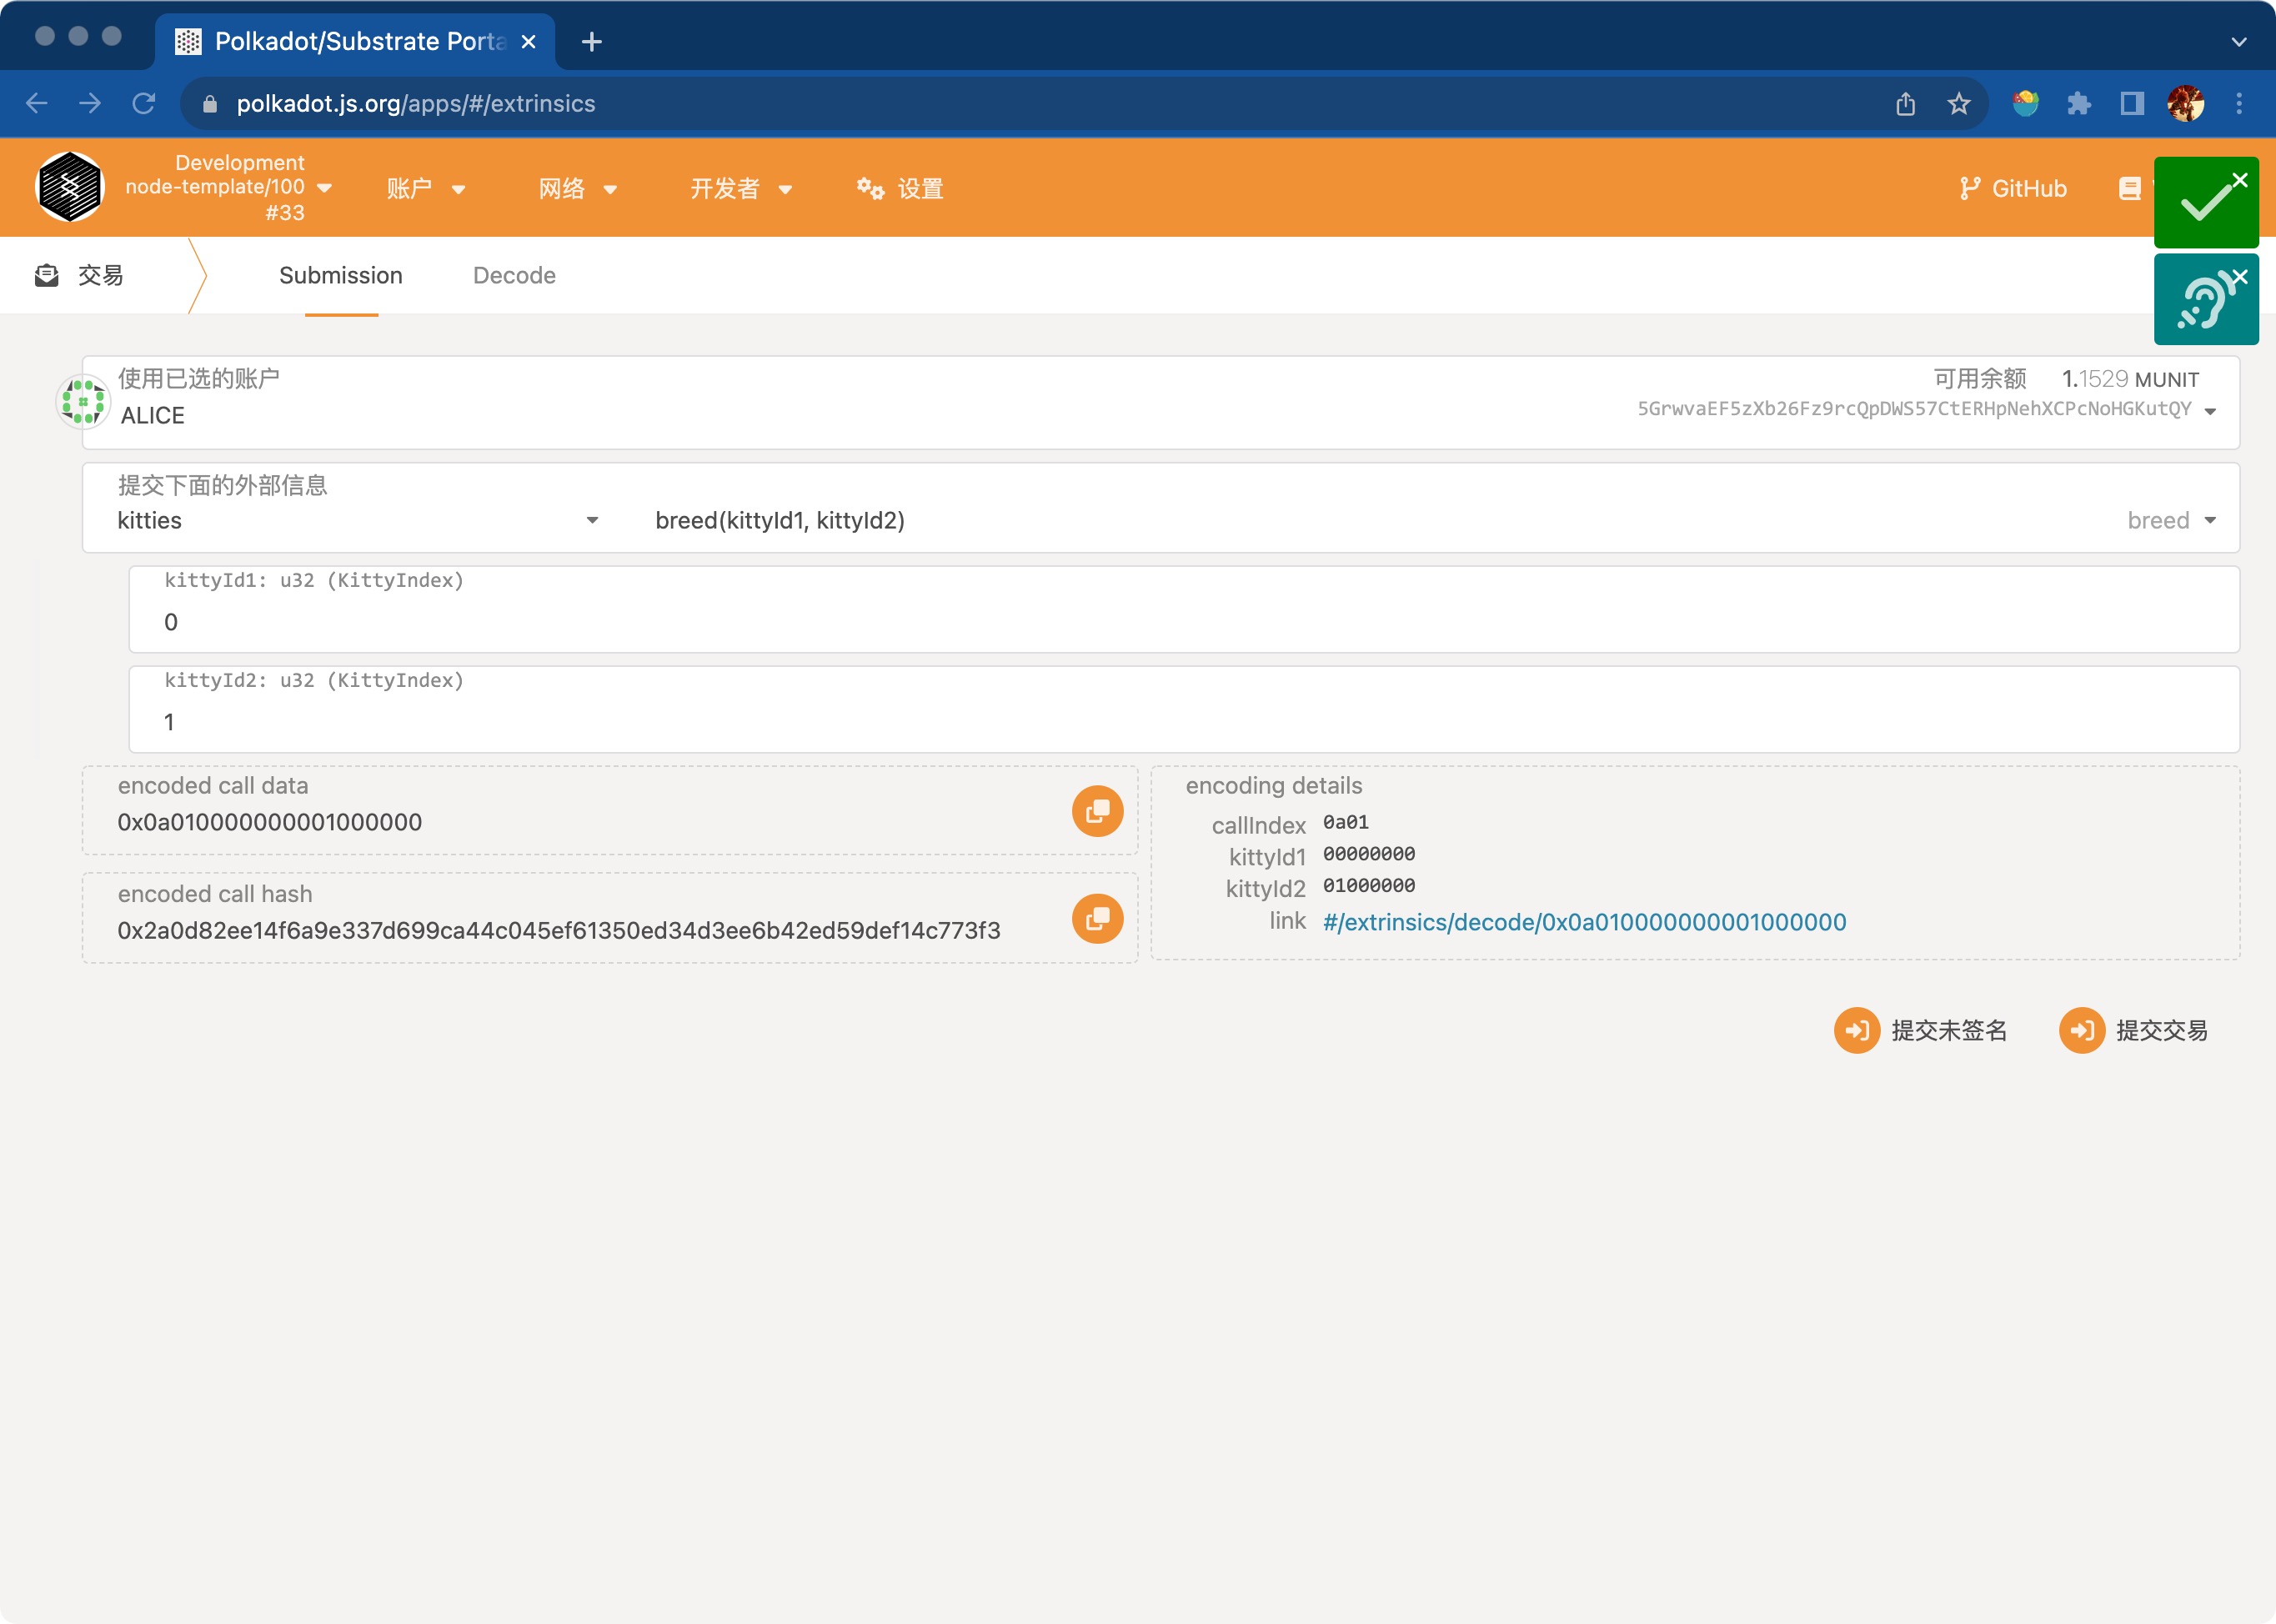 Polkadot/Substrate Porta
polkadot.js.org/apps/#/extrinsics
Development
node-template/100
#33
账户
网络
开发者
设置
GitHub
交易
Submission
Decode
使用已选的账户
ALICE
可用余额 1.1529 MUNIT
5GrwvaEF5zXb26Fz9rcQpDWS57CtERHpNehXCPcNoHGKutQY
提交下面的外部信息
kitties
breed(kittyId1, kittyId2)
breed
kittyId1: u32 (KittyIndex)
0
kittyId2: u32 (KittyIndex)
1
encoded call data
0x0a010000000001000000
encoded call hash
0x2a0d82ee14f6a9e337d699ca44c045ef61350ed34d3ee6b42ed59def14c773f3
encoding details
callIndex 0a01
kittyId1 00000000
kittyId2 01000000
link #/extrinsics/decode/0x0a010000000001000000
提交未签名
提交交易